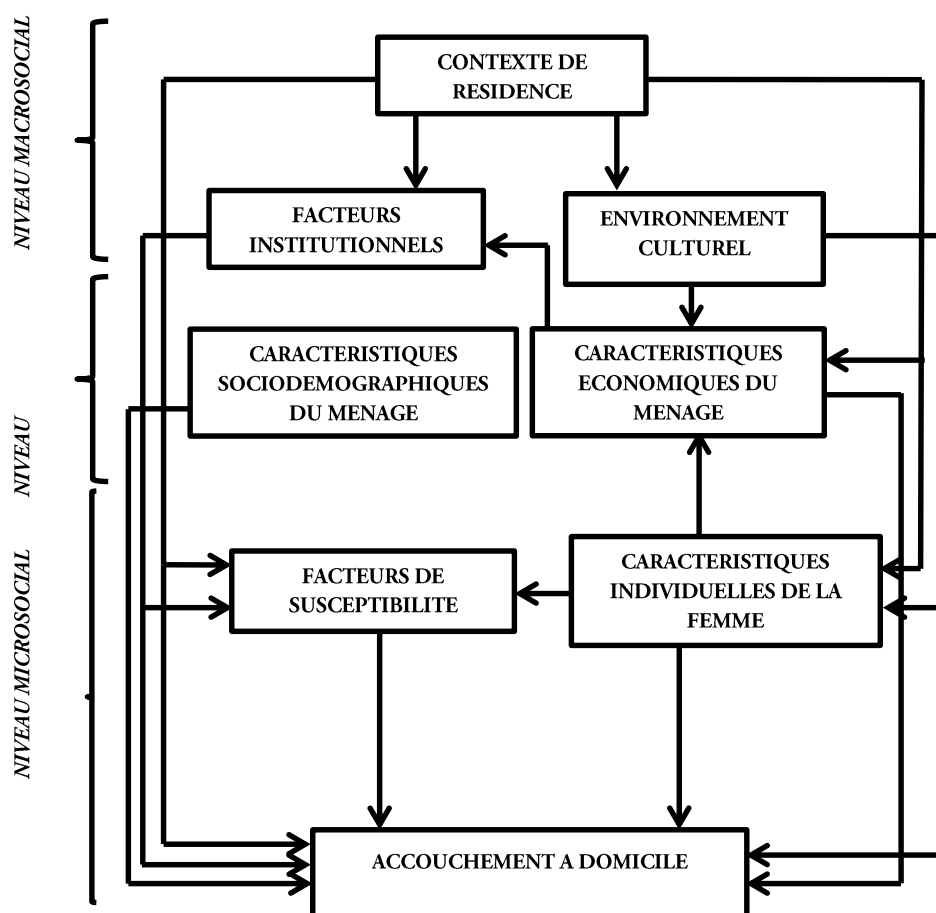 NIVEAU MACROSOCIAL
CONTEXTE DE
RESIDENCE
FACTEURS
INSTITUTIONNELS
ENVIRONNEMENT
CULTUREL
NIVEAU
CARACTERISTIQUES
SOCIODEMOGRAPHIQUES
DU MENAGE
CARACTERISTIQUES
ECONOMIQUES DU
MENAGE
NIVEAU MICROSOCIAL
FACTEURS DE
SUSCEPTIBILITE
CARACTERISTIQUES
INDIVIDUELLES DE LA
FEMME
ACCOUCHEMENT A DOMICILE